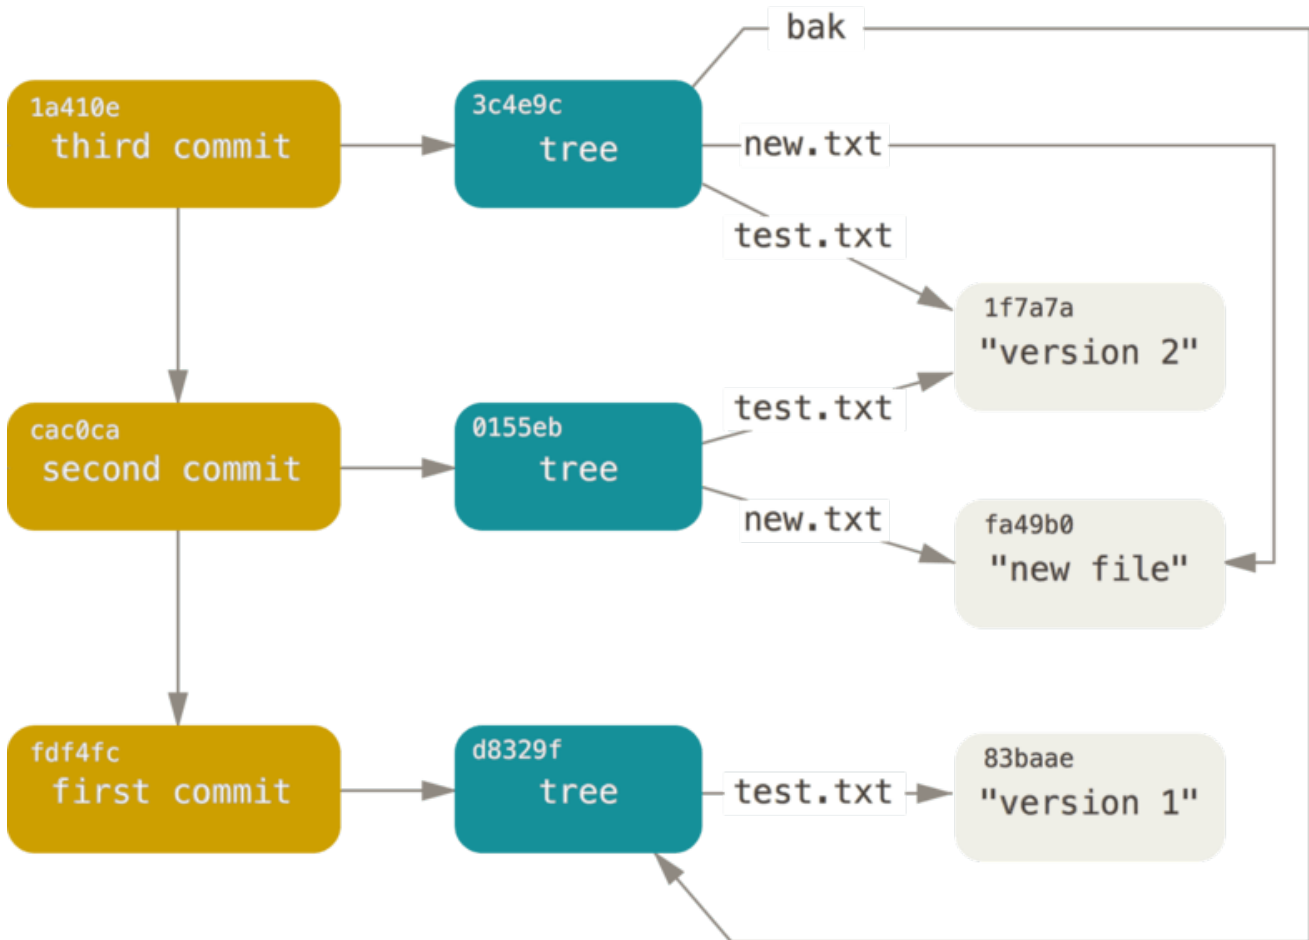 bak
1a410e
third commit
3c4e9c
tree
new.txt
test.txt
1f7a7a
"version 2"
cac0ca
second commit
0155eb
tree
test.txt
new.txt
fa49b0
"new file"
fdf4fc
first commit
d8329f
tree
test.txt
83baae
"version 1"